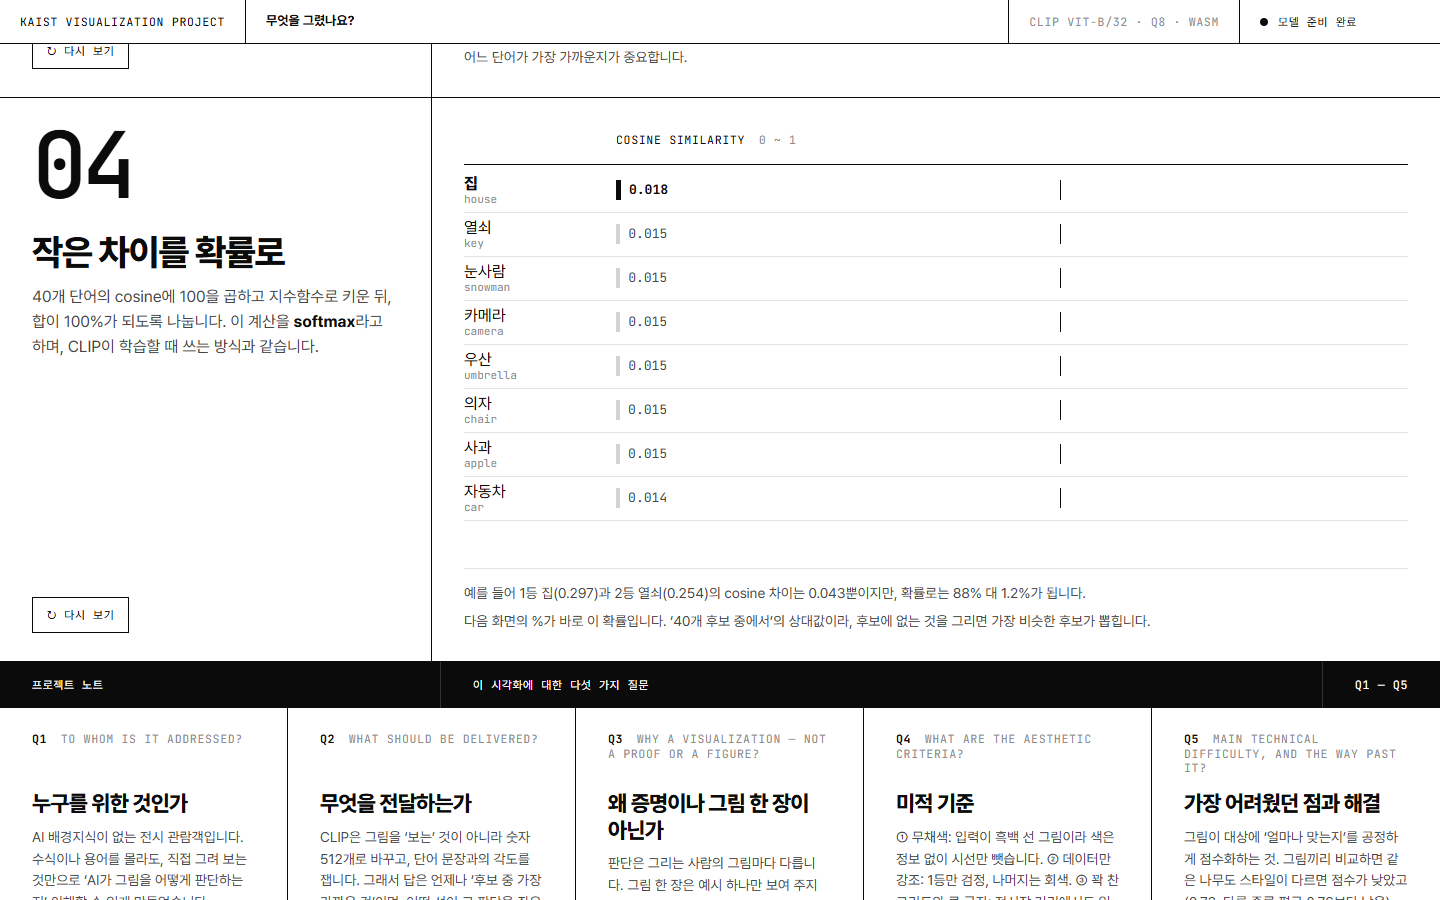 KAIST VISUALIZATION PROJECT
무엇을 그렸나요?
CLIP VIT-B/32 · Q8 · WASM
모델 준비 완료
↻ 다시 보기
어느 단어가 가장 가까운지가 중요합니다.
04
작은 차이를 확률로
40개 단어의 cosine에 100을 곱하고 지수함수로 키운 뒤,
합이 100%가 되도록 나눕니다. 이 계산을 softmax라고
하며, CLIP이 학습할 때 쓰는 방식과 같습니다.
↻ 다시 보기
COSINE SIMILARITY 0 ~ 1
집 0.018
house
열쇠 0.015
key
눈사람 0.015
snowman
카메라 0.015
camera
우산 0.015
umbrella
의자 0.015
chair
사과 0.015
apple
자동차 0.014
car
예를 들어 1등 집(0.297)과 2등 열쇠(0.254)의 cosine 차이는 0.043뿐이지만, 확률로는 88% 대 1.2%가 됩니다.
다음 화면의 %가 바로 이 확률입니다. ‘40개 후보 중에서’의 상대값이라, 후보에 없는 것을 그리면 가장 비슷한 후보가 뽑힙니다.
프로젝트 노트
이 시각화에 대한 다섯 가지 질문
Q1 — Q5
Q1 TO WHOM IS IT ADDRESSED?
누구를 위한 것인가
AI 배경지식이 없는 전시 관람객입니다.
수식이나 용어를 몰라도, 직접 그려 보는
것만으로 ‘AI가 그림을 어떻게 판단하는
Q2 WHAT SHOULD BE DELIVERED?
무엇을 전달하는가
CLIP은 그림을 ‘보는’ 것이 아니라 숫자
512개로 바꾸고, 단어 문장과의 각도를
잽니다. 그래서 답은 언제나 ‘후보 중 가장
Q3 WHY A VISUALIZATION — NOT
A PROOF OR A FIGURE?
왜 증명이나 그림 한 장이
아닌가
판단은 그리는 사람의 그림마다 다릅니
다. 그림 한 장은 예시 하나만 보여 주지
Q4 WHAT ARE THE AESTHETIC
CRITERIA?
미적 기준
① 무채색: 입력이 흑백 선 그림이라 색은
정보 없이 시선만 뺏습니다. ② 데이터만
강조: 1등만 검정, 나머지는 회색. ③ 꽉 찬
Q5 MAIN TECHNICAL
DIFFICULTY, AND THE WAY PAST
IT?
가장 어려웠던 점과 해결
그림이 대상에 ‘얼마나 맞는지’를 공정하
게 점수화하는 것. 그림끼리 비교하면 같
은 나무도 스타일이 다르면 점수가 낮았고